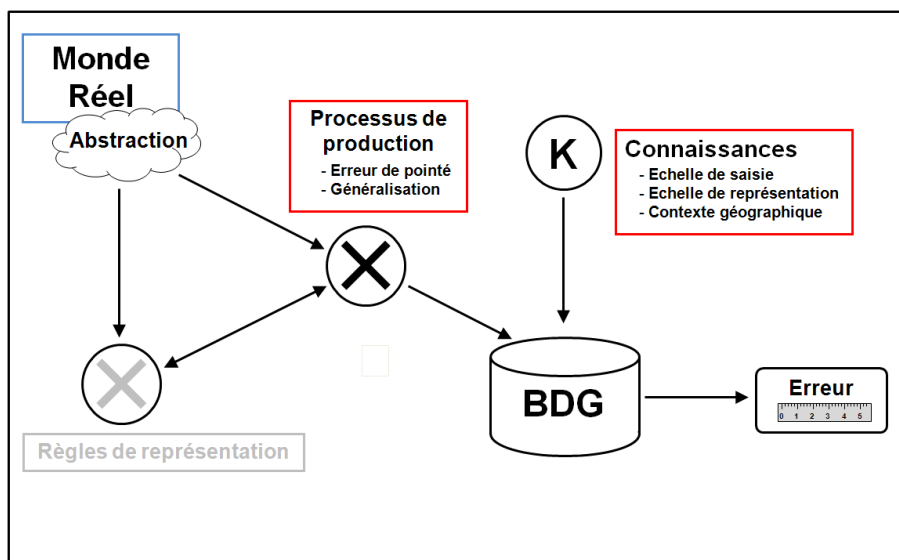 Monde
Réel
Abstraction
Processus de
production
- Erreur de pointé
- Généralisation
K
Connaissances
- Echelle de saisie
- Echelle de représentation
- Contexte géographique
BDG
Erreur
0 1 2 3 4 5
Règles de représentation